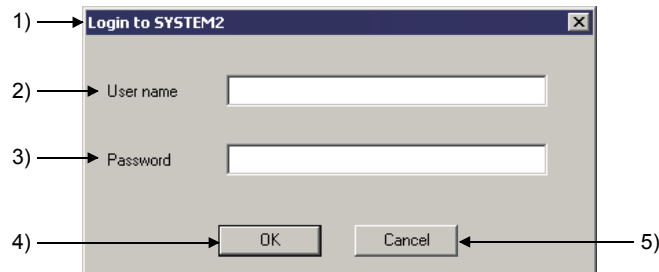 1) Login to SYSTEM2
2) User name
3) Password
4) OK Cancel 5)